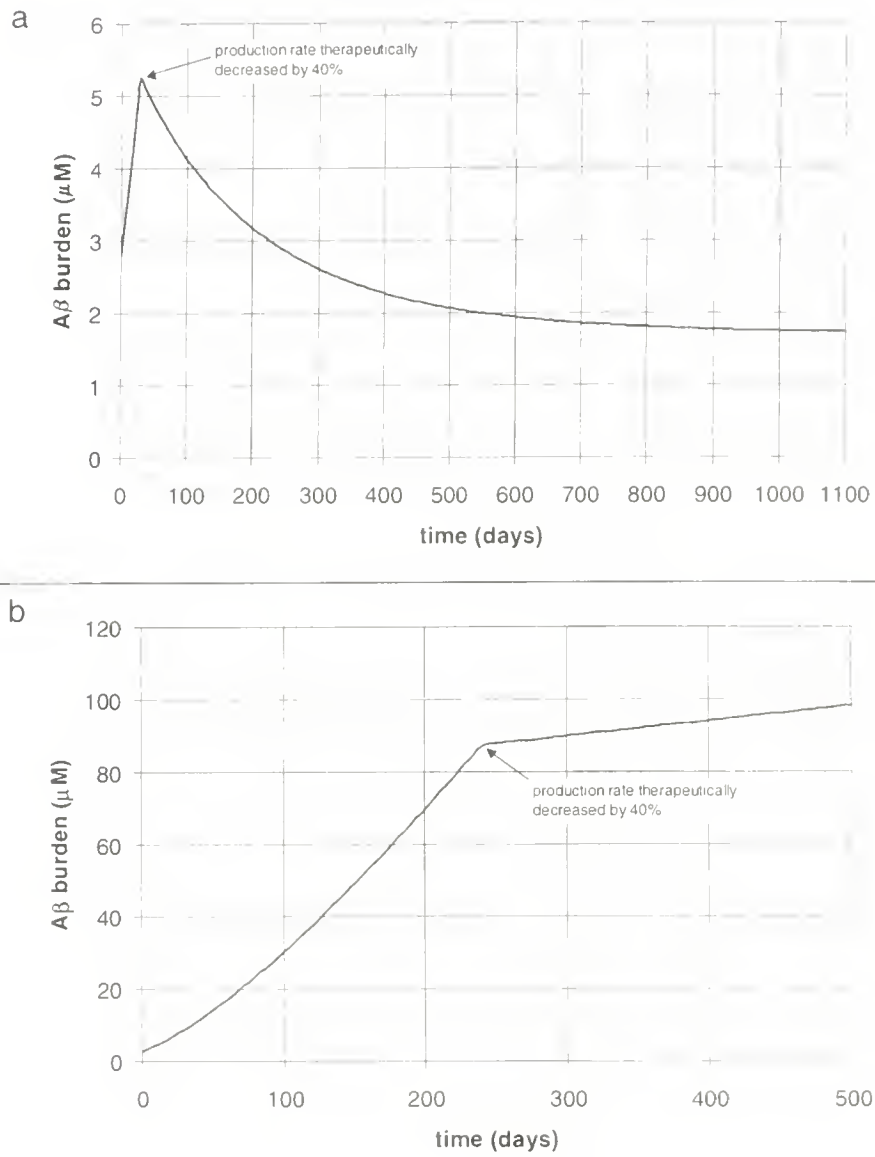 a
6
production rate therapeutically
decreased by 40%
5
4
3
2
1
0
Aβ burden (μM)
0 100 200 300 400 500 600 700 800 900 1000 1100
time (days)
b
120
100
80
production rate therapeutically
decreased by 40%
60
40
20
0
Aβ burden (μM)
0 100 200 300 400 500
time (days)